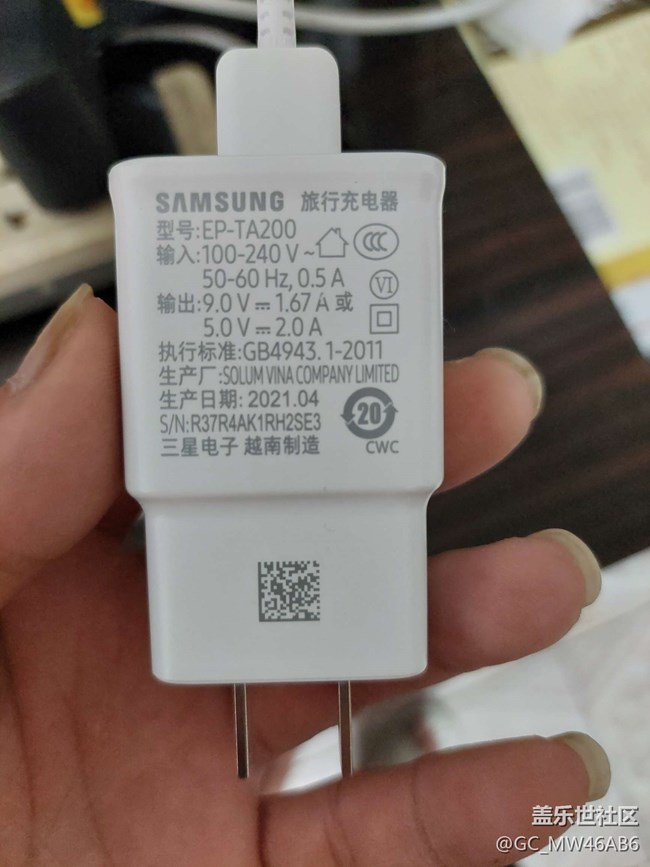 SAMSUNG 旅行充电器
型号:EP-TA200
输入:100-240 V ~
50-60 Hz, 0.5 A
输出:9.0 V ⎓ 1.67 A 或
5.0 V ⎓ 2.0 A
执行标准:GB4943.1-2011
生产厂:SOLUM VINA COMPANY LIMITED
生产日期: 2021.04
S/N:R37R4AK1RH2SE3
三星电子 越南制造
CCC
VI
20
CWC
盖乐世社区
@GC_MW46AB6